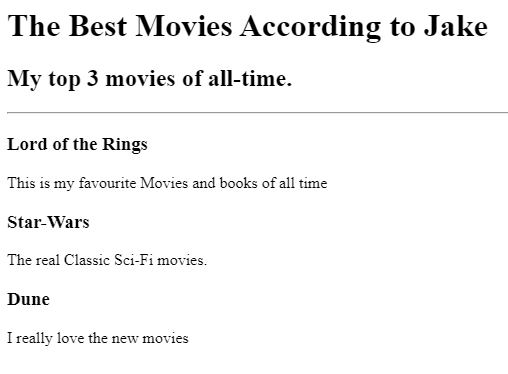 The Best Movies According to Jake
My top 3 movies of all-time.
Lord of the Rings
This is my favourite Movies and books of all time
Star-Wars
The real Classic Sci-Fi movies.
Dune
I really love the new movies